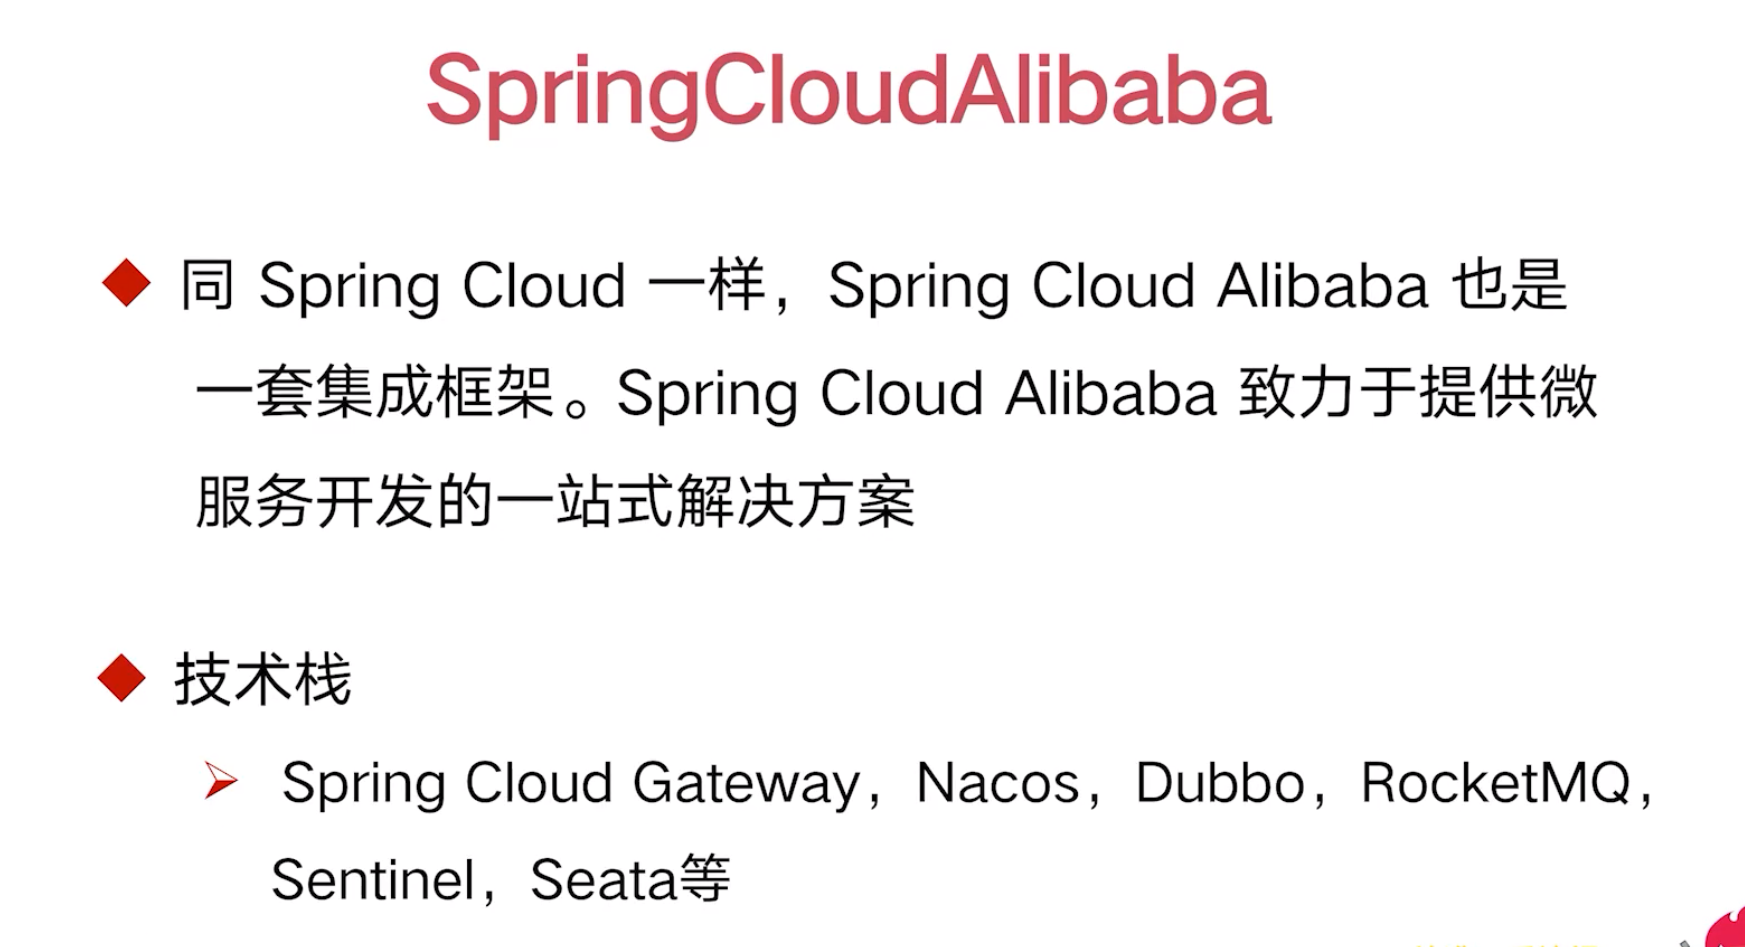 SpringCloudAlibaba
同 Spring Cloud 一样，Spring Cloud Alibaba 也是
一套集成框架。Spring Cloud Alibaba 致力于提供微
服务开发的一站式解决方案
技术栈
Spring Cloud Gateway，Nacos，Dubbo，RocketMQ，
Sentinel，Seata等